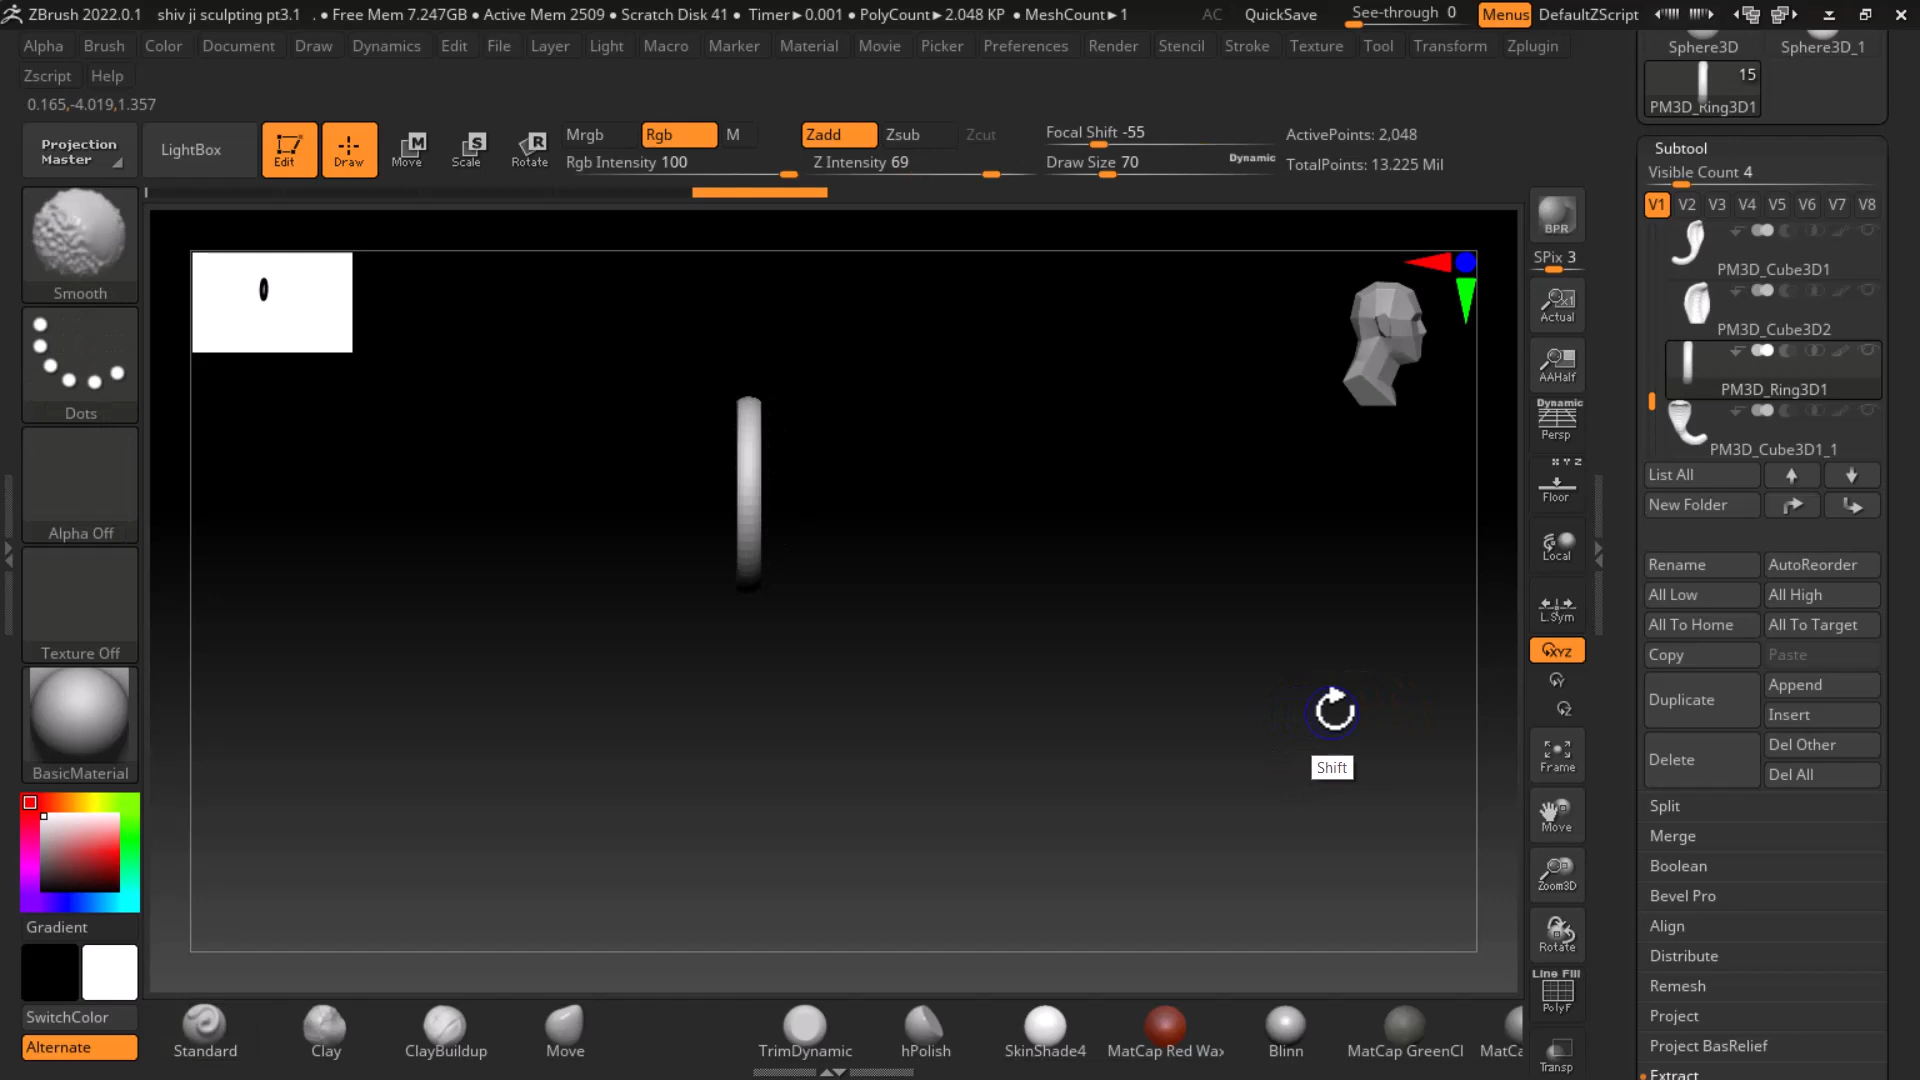 ZBrush 2022.0.1 shiv ji sculpting pt3.1 . ● Free Mem 7.247GB ● Active Mem 2509 ● Scratch Disk 41 ● Timer►0.001 ● PolyCount►2.048 KP ● MeshCount►1 AC QuickSave See-through 0 Menus DefaultZScript
Alpha Brush Color Document Draw Dynamics Edit File Layer Light Macro Marker Material Movie Picker Preferences Render Stencil Stroke Texture Tool Transform Zplugin
Zscript Help
0.165,-4.019,1.357
Projection Master
LightBox
Edit
Draw
Move
Scale
Rotate
Mrgb Rgb M
Rgb Intensity 100
Zadd Zsub Zcut
Z Intensity 69
Focal Shift -55
Draw Size 70 Dynamic
ActivePoints: 2,048
TotalPoints: 13.225 Mil
Smooth
Dots
Alpha Off
Texture Off
BasicMaterial
Gradient
SwitchColor
Alternate
Shift
BPR
SPix 3
Actual
AAHalf
Dynamic
Persp
X Y Z
Floor
Local
L.Sym
XYZ
Y
Z
Frame
Move
Zoom3D
Rotate
Line Fill
PolyF
Transp
Sphere3D Sphere3D_1
15
PM3D_Ring3D1
Subtool
Visible Count 4
V1 V2 V3 V4 V5 V6 V7 V8
PM3D_Cube3D1
PM3D_Cube3D2
PM3D_Ring3D1
PM3D_Cube3D1_1
List All
New Folder
Rename AutoReorder
All Low All High
All To Home All To Target
Copy Paste
Duplicate Append
Insert
Delete Del Other
Del All
Split
Merge
Boolean
Bevel Pro
Align
Distribute
Remesh
Project
Project BasRelief
Extract
Standard Clay ClayBuildup Move TrimDynamic hPolish SkinShade4 MatCap Red Wax Blinn MatCap GreenCl MatCa